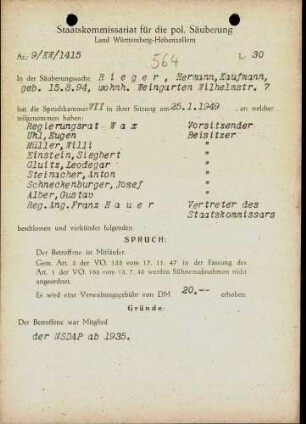 Staatskommissariat für die pol. Säuberung
Land Württemberg-Hohenzollern
Az: 9/KW/1415
564
L 30
In der Säuberungssache Rieger, Hermann, Kaufmann,
geb. 15.8.94, wohnh. Weingarten Wilhelmstr. 7
hat die Spruchkammer VII in ihrer Sitzung am 25.1.1949 , an welcher
teilgenommen haben:
Regierungsrat Wax Vorsitzender
Uhl, Eugen Beisitzer
Müller, Willi "
Einstein, Siegbert "
Gluitz, Leodegar "
Steinacher, Anton "
Schneckenburger, Josef "
Alber, Gustav "
Reg. Ang. Franz Hauer Vertreter des
Staatskommissars
beschlossen und verkündet folgenden
SPRUCH:
Der Betroffene ist Mitläufer.
Gem. Art. 2 der VO. 133 vom 17. 11. 47 in der Fassung des
Art. 1 der VO. 165 vom 13. 7. 48 werden Sühnemaßnahmen nicht
angeordnet.
Es wird eine Verwaltungsgebühr von DM 20.-- erhoben.
Gründe:
Der Betroffene war Mitglied
der NSDAP ab 1935.